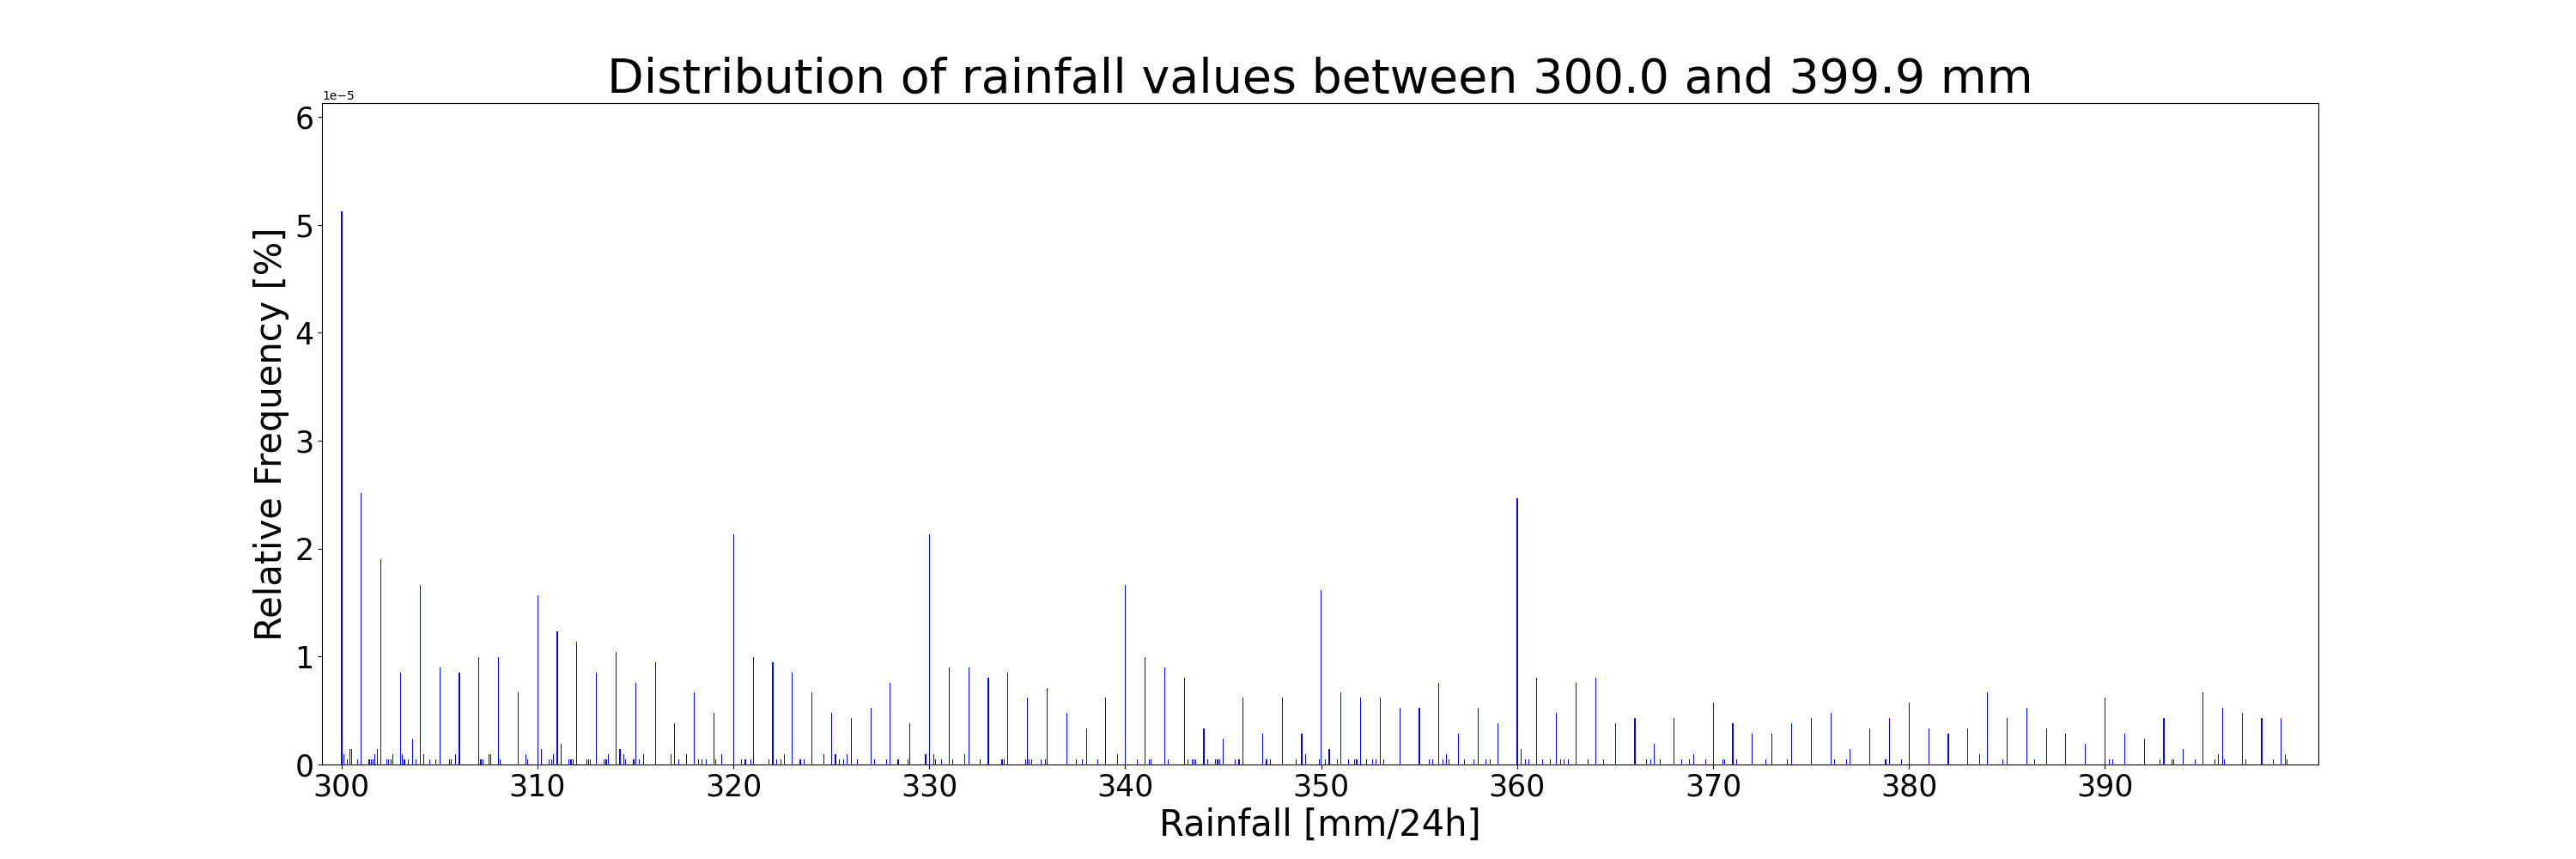 Distribution of rainfall values between 300.0 and 399.9 mm
1e−5
6
5
4
3
2
1
0
Relative Frequency [%]
300 310 320 330 340 350 360 370 380 390
Rainfall [mm/24h]